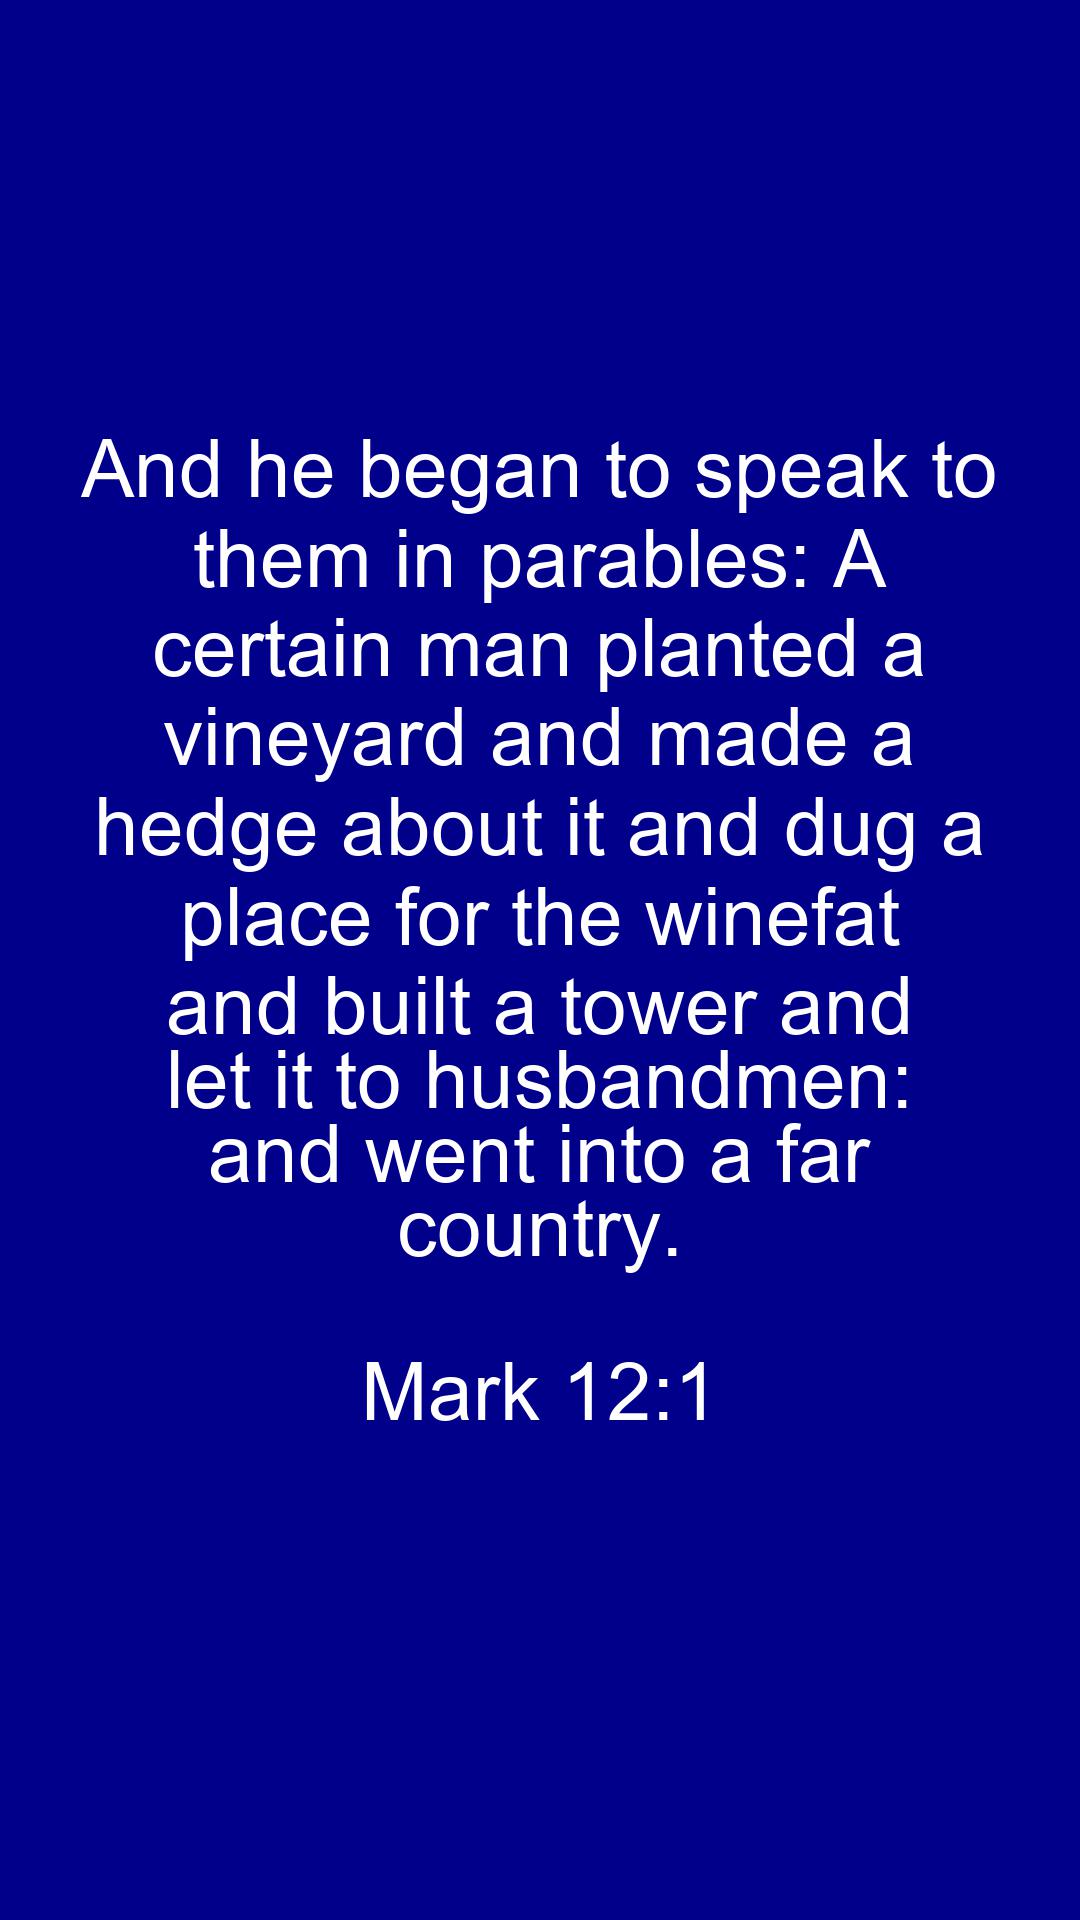 And he began to speak to
them in parables: A
certain man planted a
vineyard and made a
hedge about it and dug a
place for the winefat
and built a tower and
let it to husbandmen:
and went into a far
country.
Mark 12:1